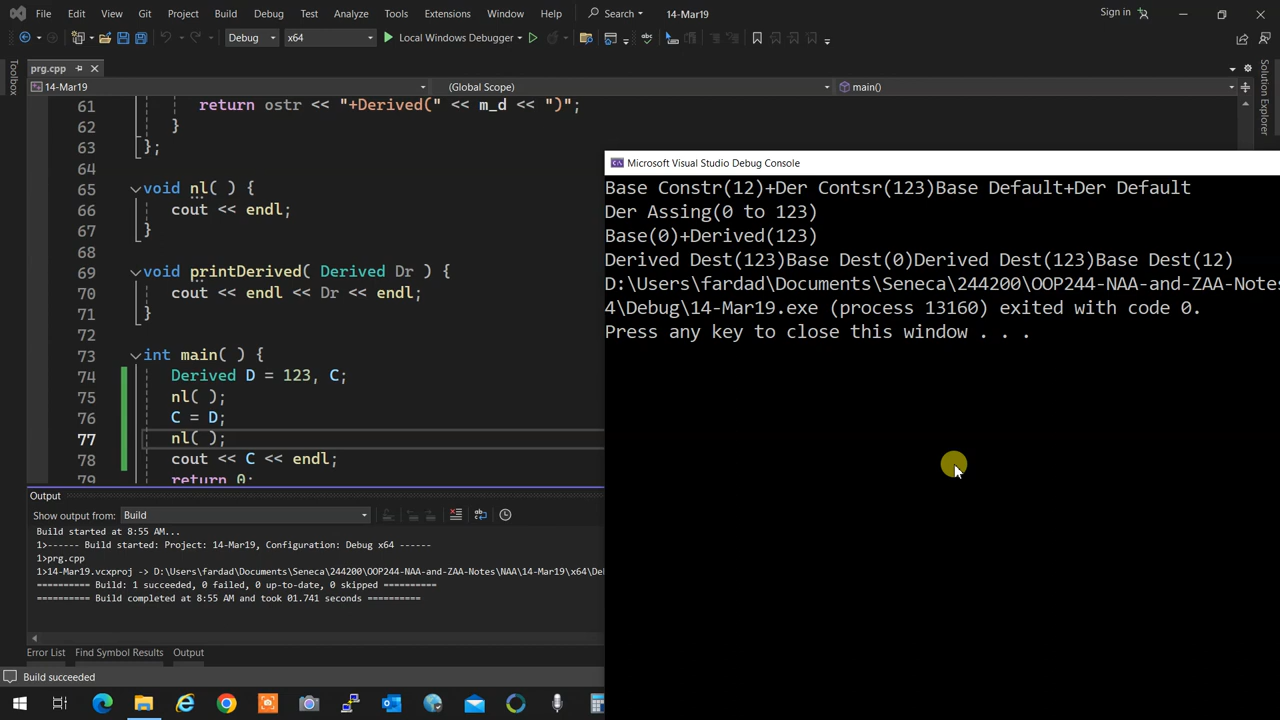 File Edit View Git Project Build Debug Test Analyze Tools Extensions Window Help Search 14-Mar19 Sign in
Debug x64 Local Windows Debugger
prg.cpp
14-Mar19 (Global Scope) main()
Toolbox
Solution Explorer
61 return ostr << "+Derived(" << m_d << ")";
62 }
63 };
64
65 void nl( ) {
66 cout << endl;
67 }
68
69 void printDerived( Derived Dr ) {
70 cout << endl << Dr << endl;
71 }
72
73 int main( ) {
74 Derived D = 123, C;
75 nl( );
76 C = D;
77 nl( );
78 cout << C << endl;
79 return 0;
Microsoft Visual Studio Debug Console
Base Constr(12)+Der Contsr(123)Base Default+Der Default
Der Assing(0 to 123)
Base(0)+Derived(123)
Derived Dest(123)Base Dest(0)Derived Dest(123)Base Dest(12)
D:\Users\fardad\Documents\Seneca\244200\OOP244-NAA-and-ZAA-Notes
4\Debug\14-Mar19.exe (process 13160) exited with code 0.
Press any key to close this window . . .
Output
Show output from: Build
Build started at 8:55 AM...
1>------ Build started: Project: 14-Mar19, Configuration: Debug x64 ------
1>prg.cpp
1>14-Mar19.vcxproj -> D:\Users\fardad\Documents\Seneca\244200\OOP244-NAA-and-ZAA-Notes\NAA\14-Mar19\x64\De
========== Build: 1 succeeded, 0 failed, 0 up-to-date, 0 skipped ==========
========== Build completed at 8:55 AM and took 01.741 seconds ==========
Error List Find Symbol Results Output
Build succeeded